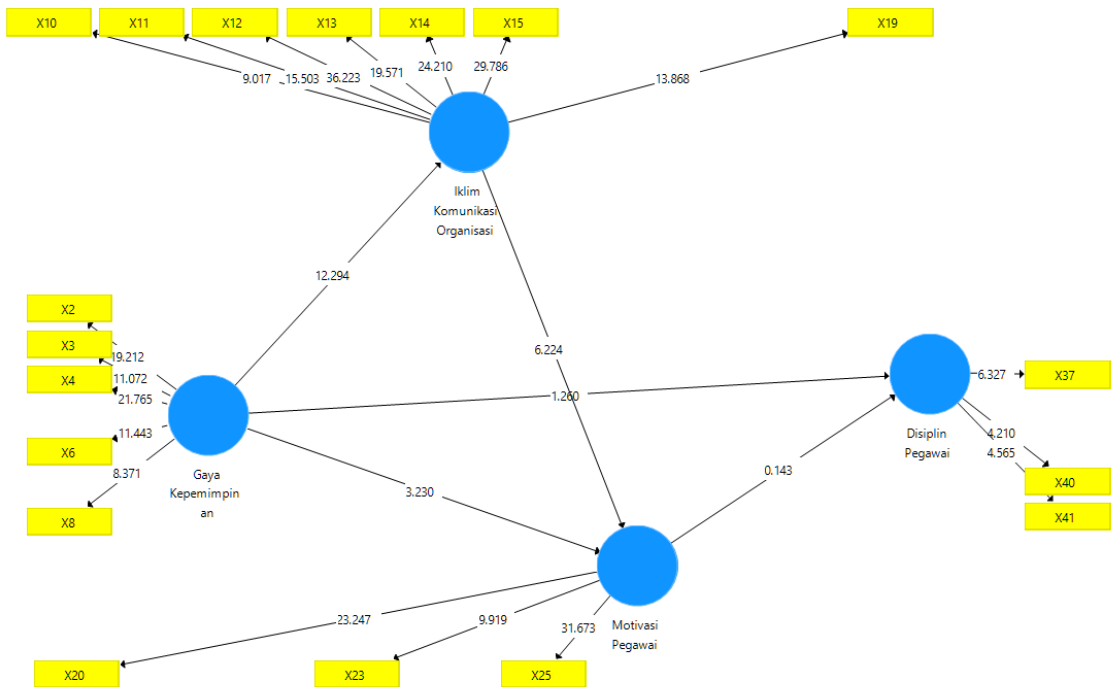 X10
X11
X12
X13
X14
X15
X19
9.017
15.503
36.223
19.571
24.210
29.786
13.868
Iklim
Komunikasi
Organisasi
12.294
X2
X3
X4
X6
X8
19.212
11.072
21.765
11.443
8.371
Gaya
Kepemimpin
an
6.224
1.260
3.230
0.143
Disiplin
Pegawai
6.327
4.210
4.565
X37
X40
X41
Motivasi
Pegawai
23.247
9.919
31.673
X20
X23
X25